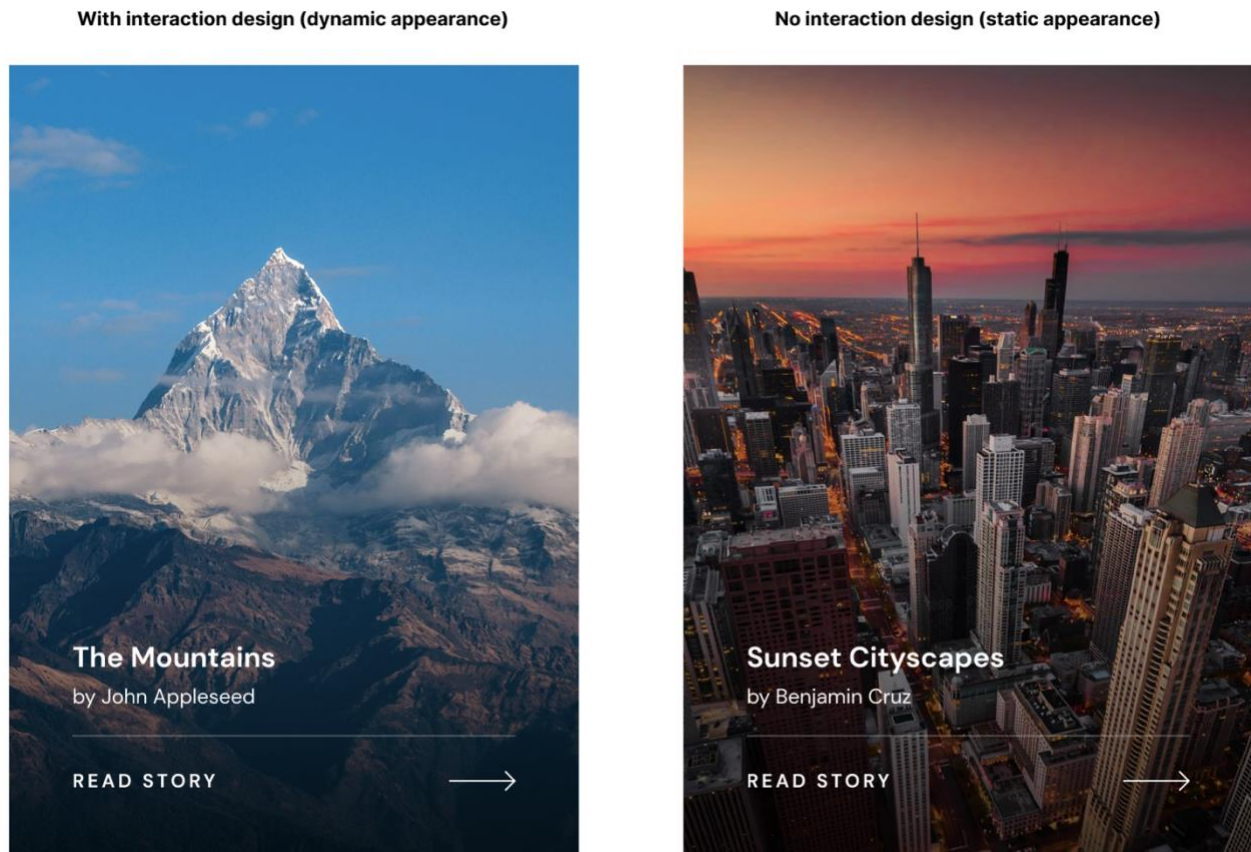 With interaction design (dynamic appearance)
No interaction design (static appearance)
The Mountains
by John Appleseed
READ STORY
Sunset Cityscapes
by Benjamin Cruz
READ STORY